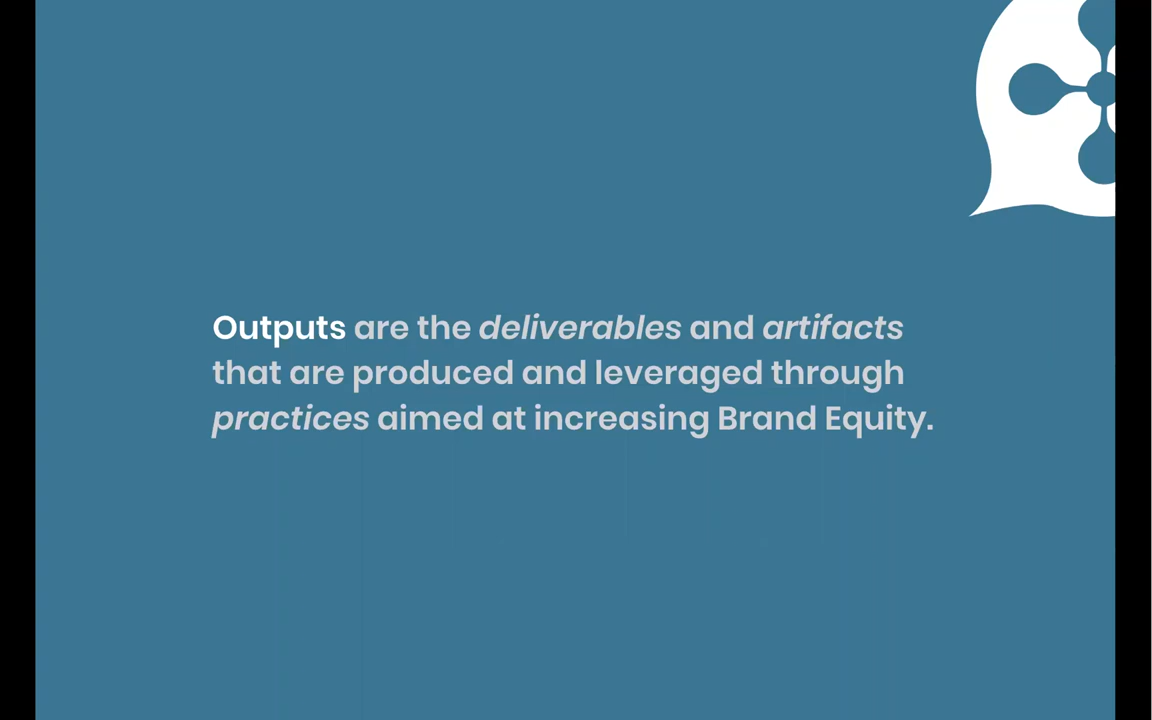 Outputs are the deliverables and artifacts
that are produced and leveraged through
practices aimed at increasing Brand Equity.